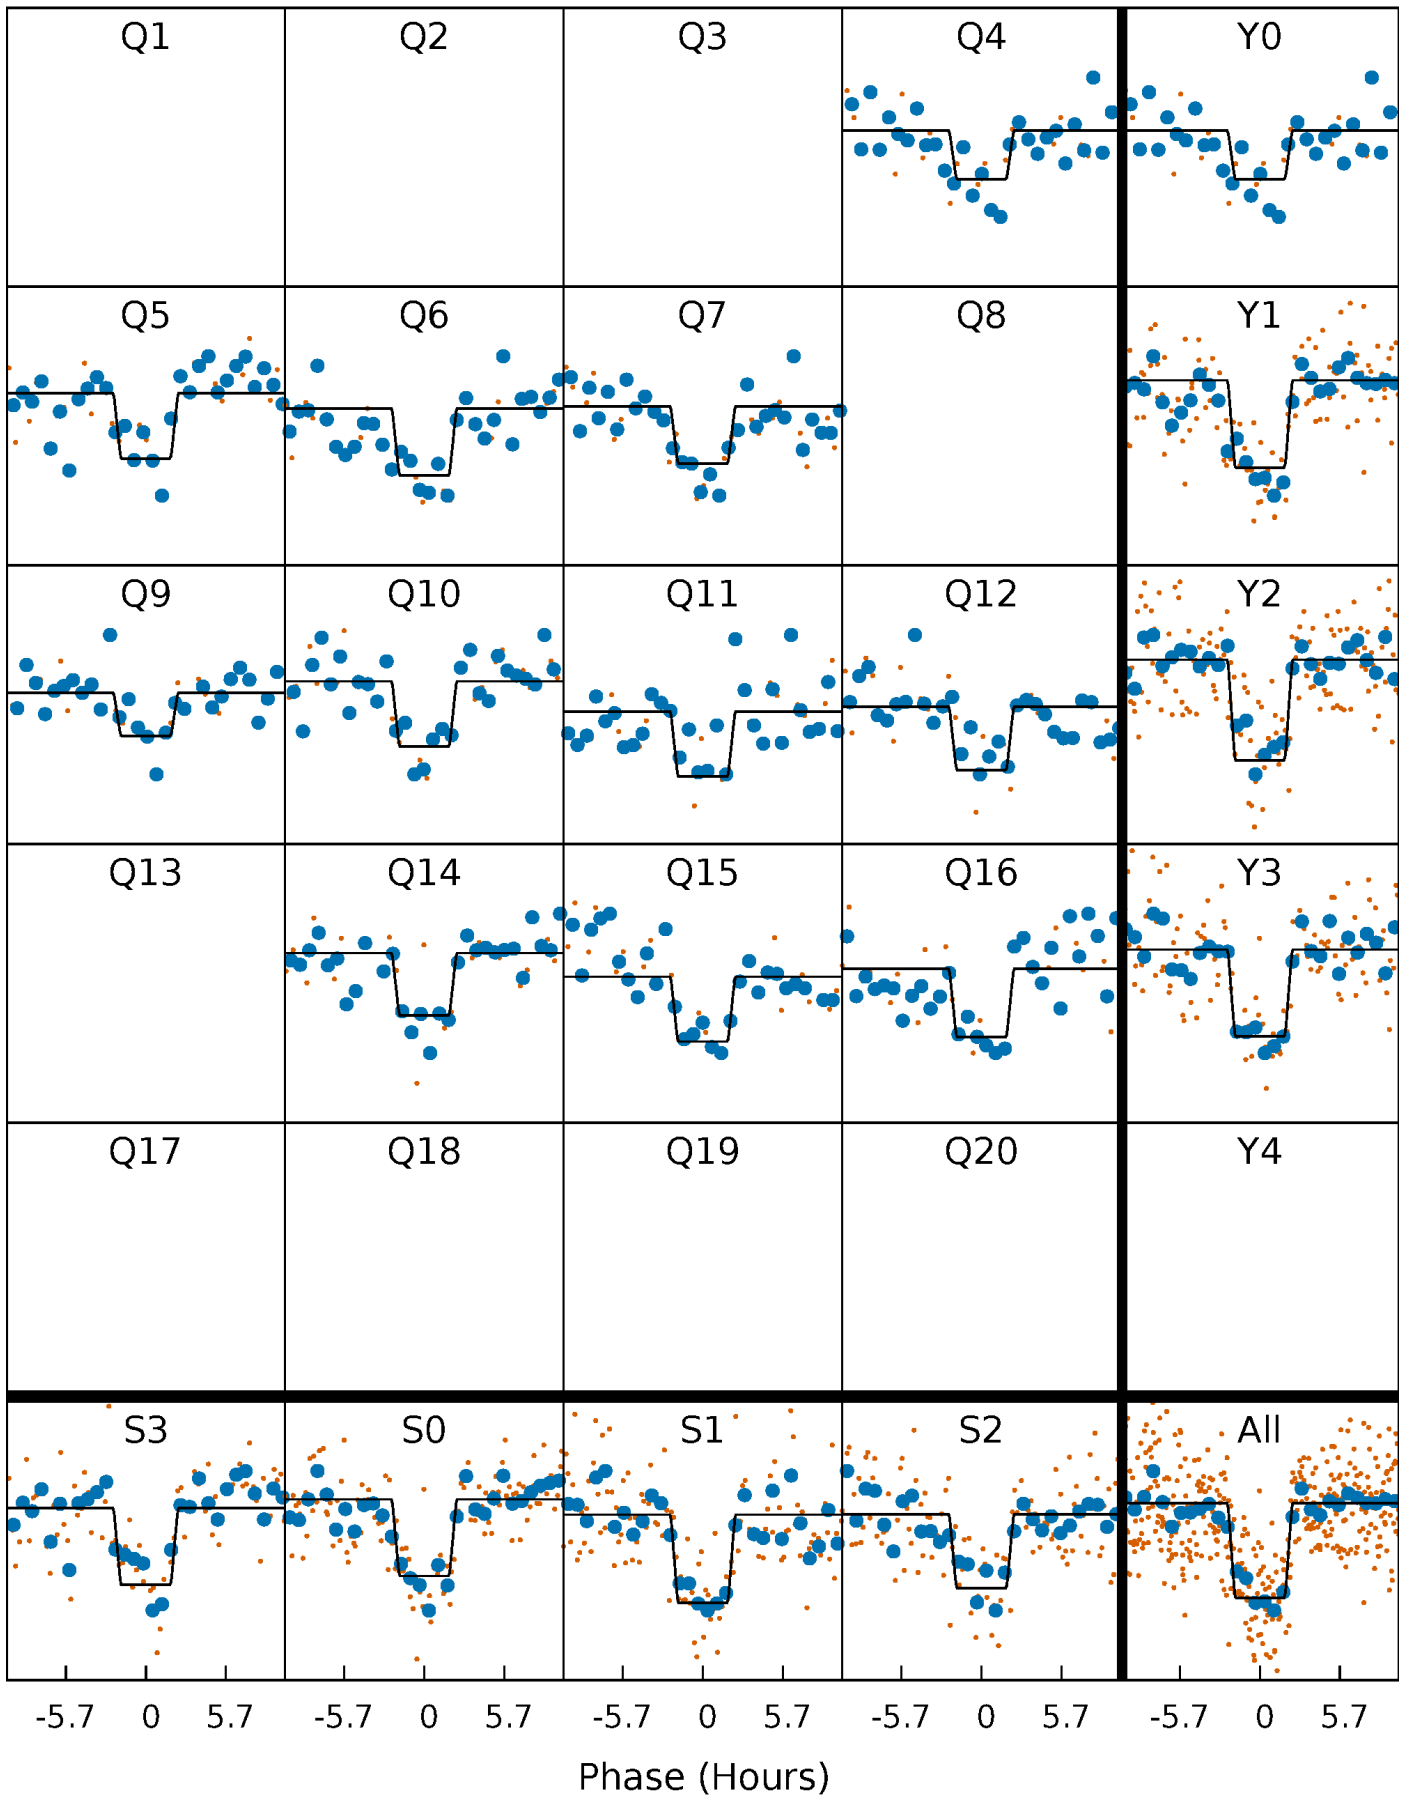 Q1 Q2 Q3 Q4 Y0
Q5 Q6 Q7 Q8 Y1
Q9 Q10 Q11 Q12 Y2
Q13 Q14 Q15 Q16 Y3
Q17 Q18 Q19 Q20 Y4
S3 S0 S1 S2 All
-5.7 0 5.7 -5.7 0 5.7 -5.7 0 5.7 -5.7 0 5.7 -5.7 0 5.7
Phase (Hours)